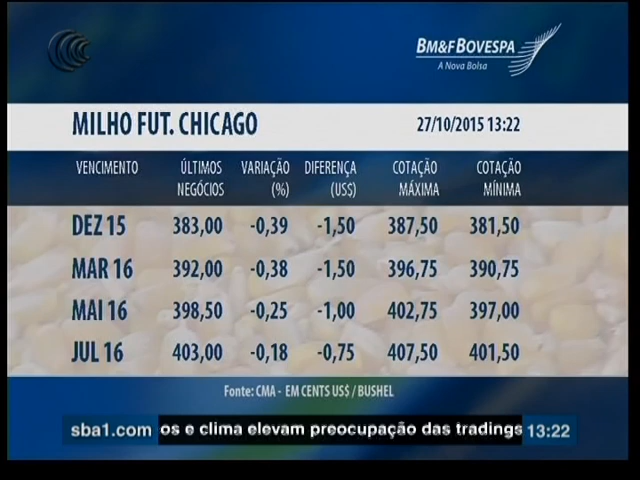 BM&FBOVESPA
A Nova Bolsa
MILHO FUT. CHICAGO 27/10/2015 13:22
VENCIMENTO ÚLTIMOS NEGÓCIOS VARIAÇÃO (%) DIFERENÇA (US$) COTAÇÃO MÁXIMA COTAÇÃO MÍNIMA
DEZ 15 383,00 -0,39 -1,50 387,50 381,50
MAR 16 392,00 -0,38 -1,50 396,75 390,75
MAI 16 398,50 -0,25 -1,00 402,75 397,00
JUL 16 403,00 -0,18 -0,75 407,50 401,50
Fonte: CMA - EM CENTS US$ / BUSHEL
sba1.com os e clima elevam preocupação das tradings 13:22